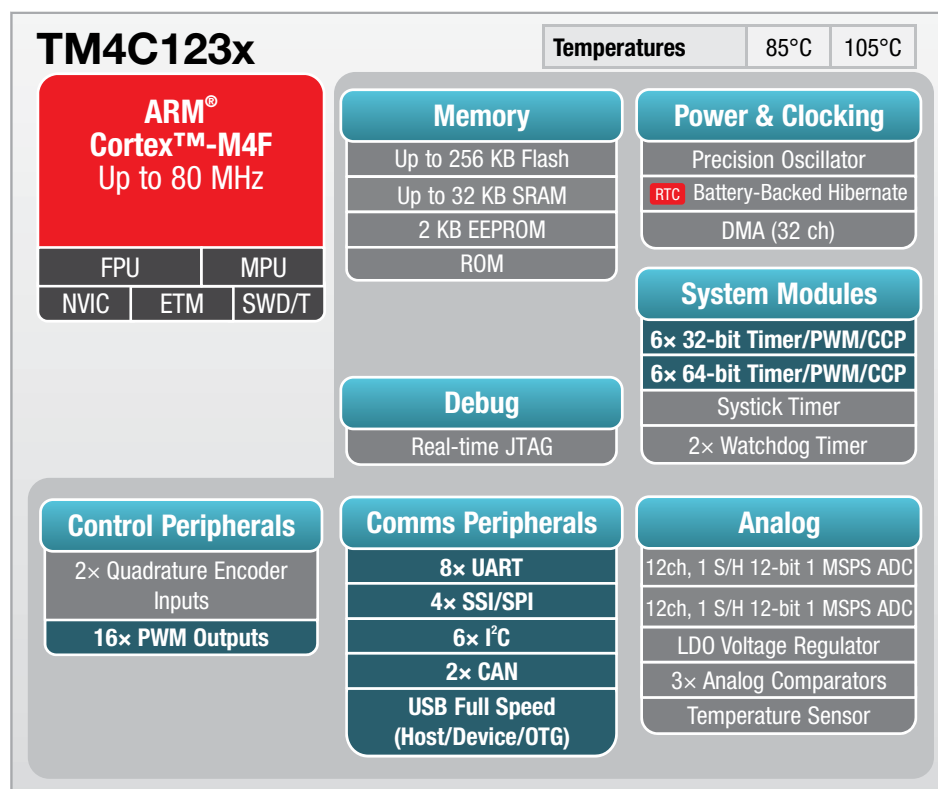 TM4C123x
Temperatures 85°C 105°C
ARM®
Cortex™-M4F
Up to 80 MHz
FPU MPU
NVIC ETM SWD/T
Memory
Up to 256 KB Flash
Up to 32 KB SRAM
2 KB EEPROM
ROM
Power & Clocking
Precision Oscillator
RTC Battery-Backed Hibernate
DMA (32 ch)
System Modules
6× 32-bit Timer/PWM/CCP
6× 64-bit Timer/PWM/CCP
Systick Timer
2× Watchdog Timer
Debug
Real-time JTAG
Control Peripherals
2× Quadrature Encoder
Inputs
16× PWM Outputs
Comms Peripherals
8× UART
4× SSI/SPI
6× I²C
2× CAN
USB Full Speed
(Host/Device/OTG)
Analog
12ch, 1 S/H 12-bit 1 MSPS ADC
12ch, 1 S/H 12-bit 1 MSPS ADC
LDO Voltage Regulator
3× Analog Comparators
Temperature Sensor